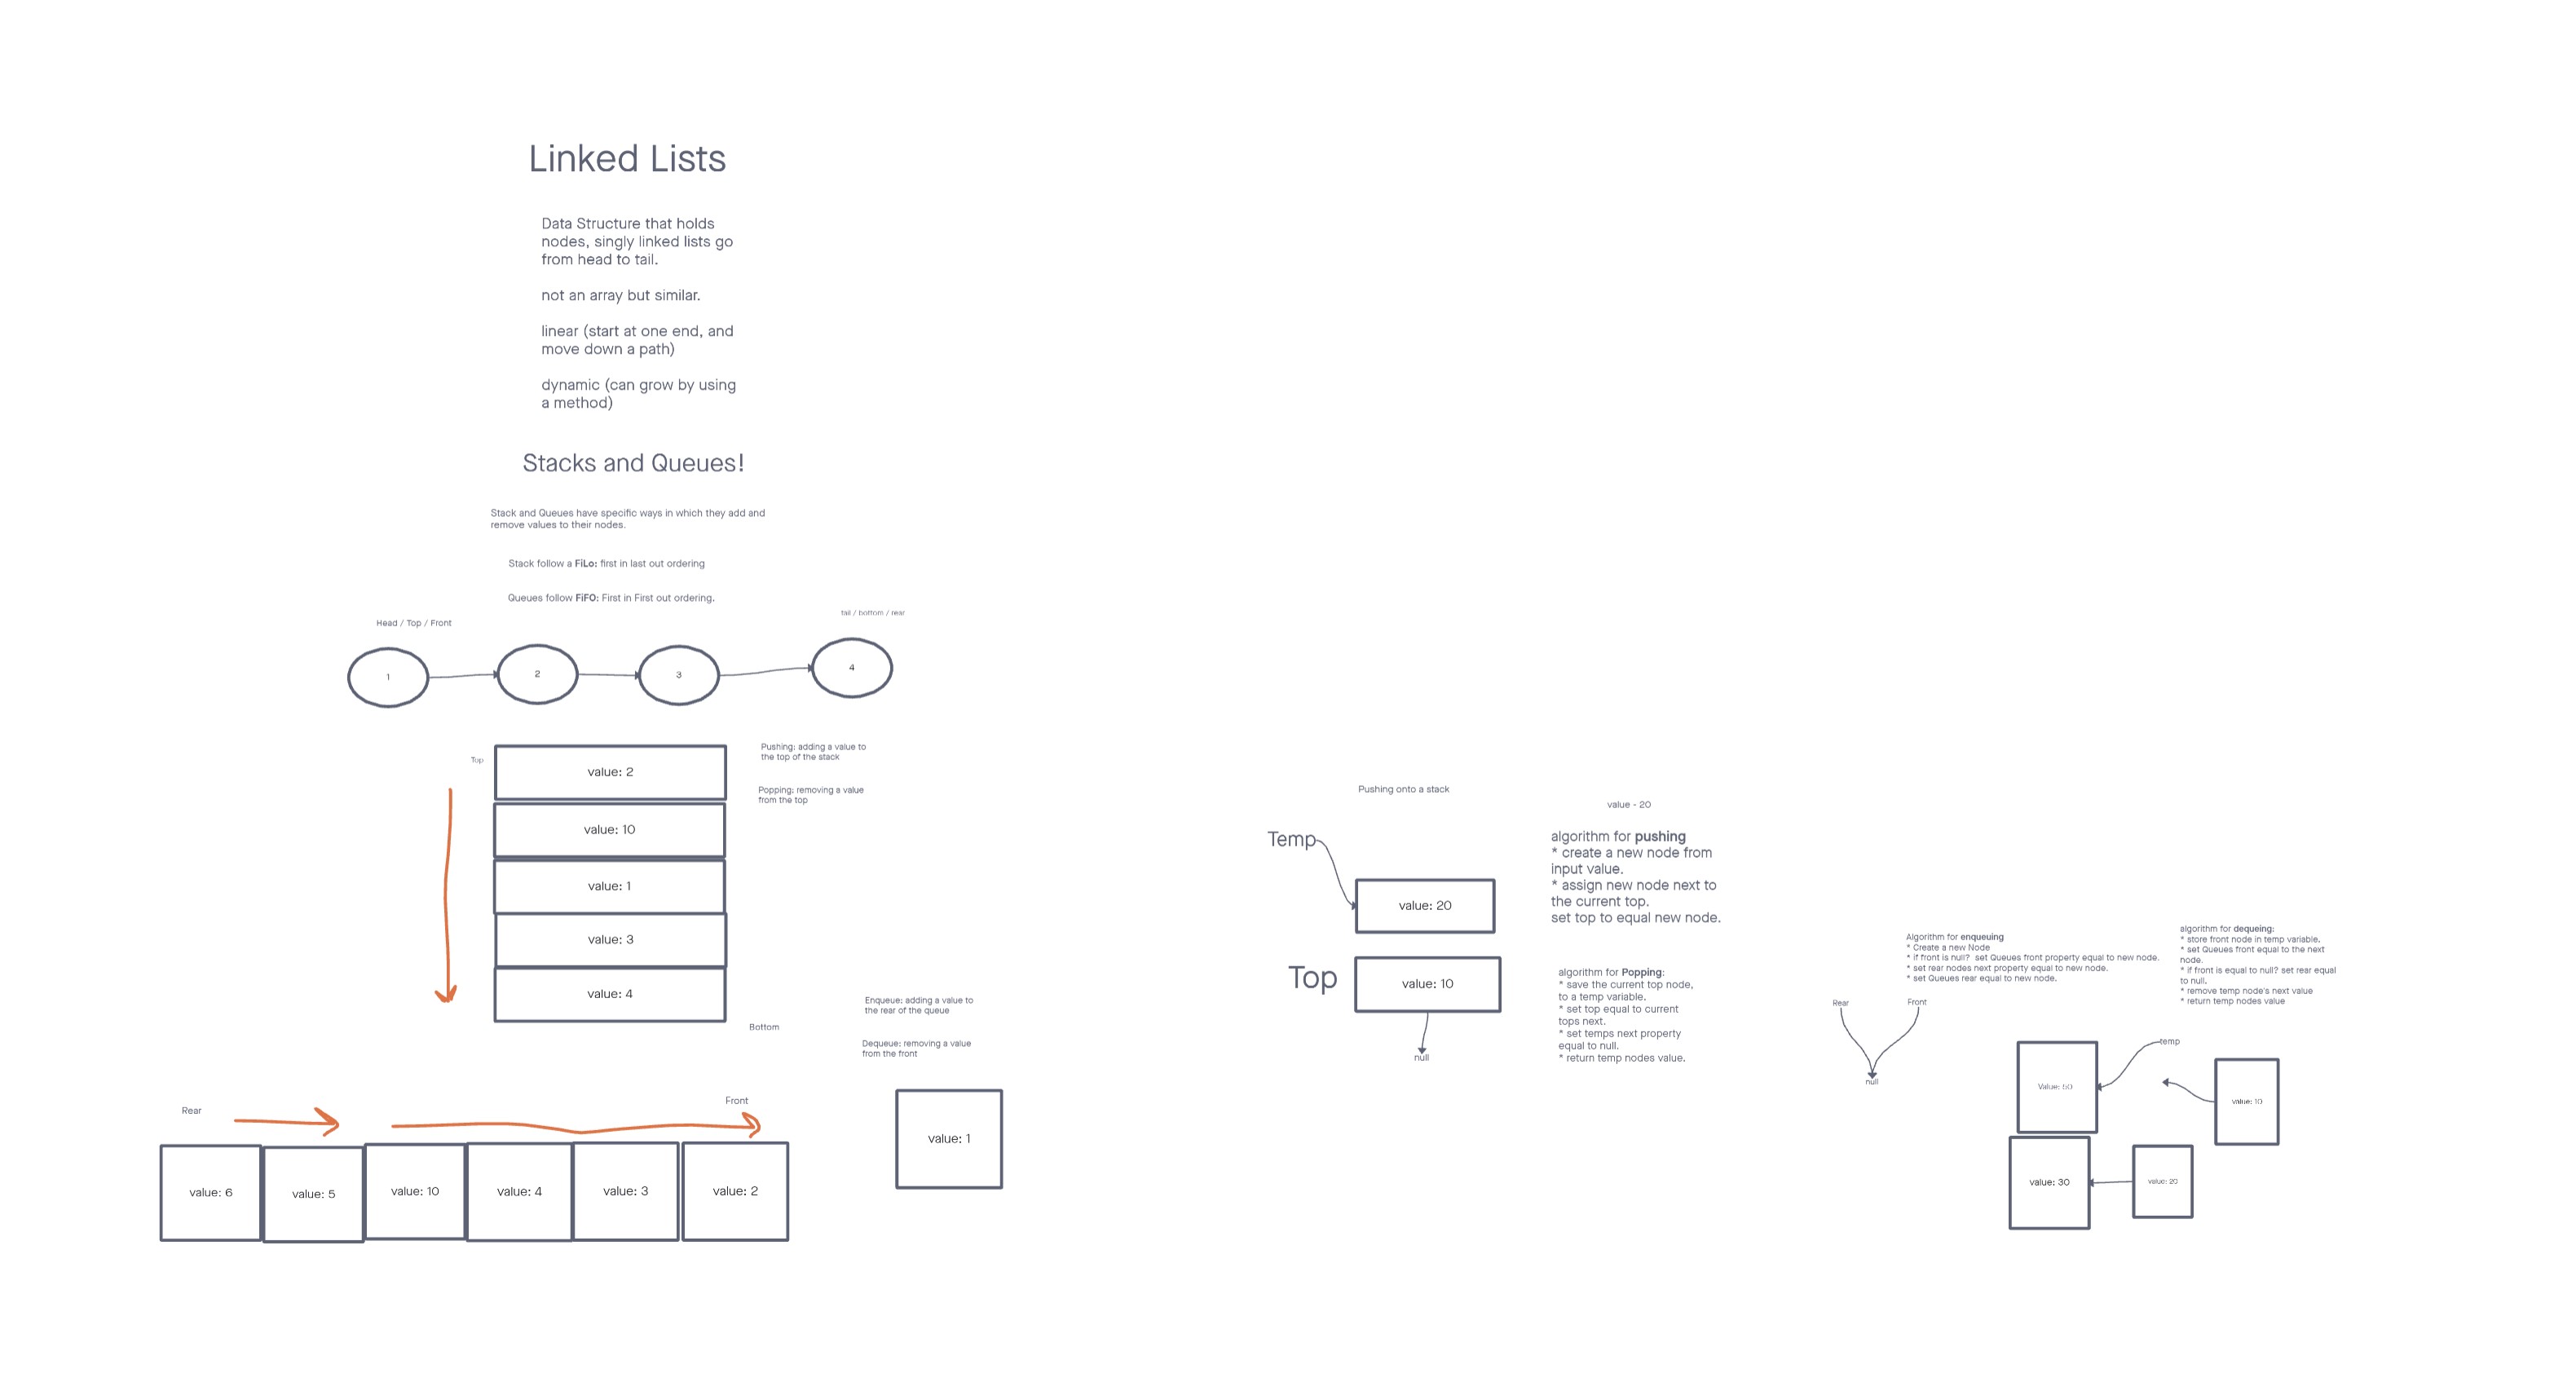 Linked Lists
Data Structure that holds
nodes, singly linked lists go
from head to tail.
not an array but similar.
linear (start at one end, and
move down a path)
dynamic (can grow by using
a method)
Stacks and Queues!
Stack and Queues have specific ways in which they add and
remove values to their nodes.
Stack follow a FiLo: first in last out ordering
Queues follow FiFO: First in First out ordering.
Head / Top / Front
tail / bottom / rear
1
2
3
4
Top
value: 2
value: 10
value: 1
value: 3
value: 4
Bottom
Pushing: adding a value to
the top of the stack
Popping: removing a value
from the top
Enqueue: adding a value to
the rear of the queue
Dequeue: removing a value
from the front
Rear
Front
value: 6
value: 5
value: 10
value: 4
value: 3
value: 2
value: 1
Pushing onto a stack
value - 20
Temp
value: 20
Top
value: 10
null
algorithm for pushing
* create a new node from
input value.
* assign new node next to
the current top.
set top to equal new node.
algorithm for Popping:
* save the current top node,
to a temp variable.
* set top equal to current
tops next.
* set temps next property
equal to null.
* return temp nodes value.
Algorithm for enqueuing
* Create a new Node
* if front is null? set Queues front property equal to new node.
* set rear nodes next property equal to new node.
* set Queues rear equal to new node.
algorithm for dequeing:
* store front node in temp variable.
* set Queues front equal to the next
node.
* if front is equal to null? set rear equal
to null.
* remove temp node's next value
* return temp nodes value
Rear
Front
null
temp
Value: 50
value: 10
value: 30
value: 20